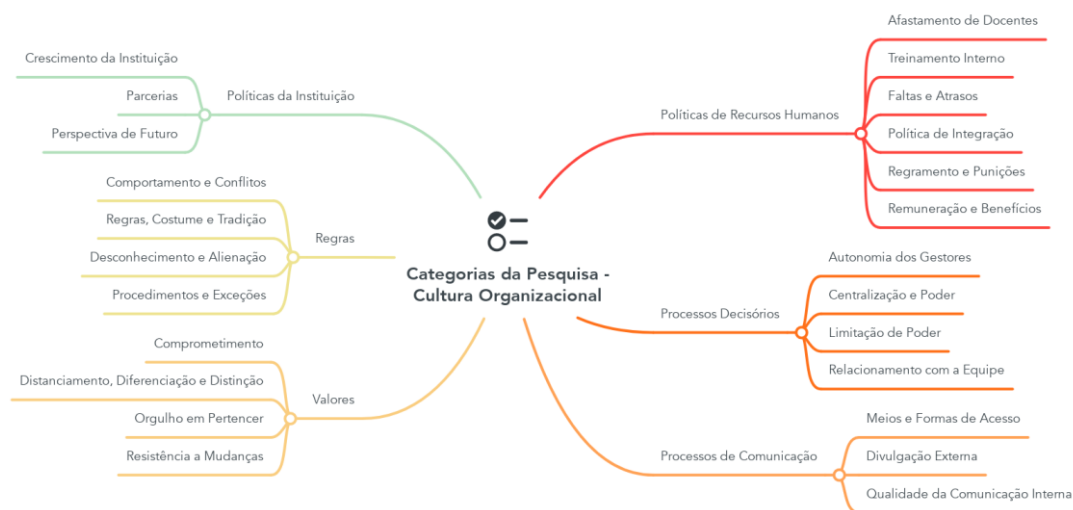 Categorias da Pesquisa -
Cultura Organizacional
Políticas de Recursos Humanos
Afastamento de Docentes
Treinamento Interno
Faltas e Atrasos
Política de Integração
Regramento e Punições
Remuneração e Benefícios
Processos Decisórios
Autonomia dos Gestores
Centralização e Poder
Limitação de Poder
Relacionamento com a Equipe
Processos de Comunicação
Meios e Formas de Acesso
Divulgação Externa
Qualidade da Comunicação Interna
Políticas da Instituição
Crescimento da Instituição
Parcerias
Perspectiva de Futuro
Regras
Comportamento e Conflitos
Regras, Costume e Tradição
Desconhecimento e Alienação
Procedimentos e Exceções
Valores
Comprometimento
Distanciamento, Diferenciação e Distinção
Orgulho em Pertencer
Resistência a Mudanças